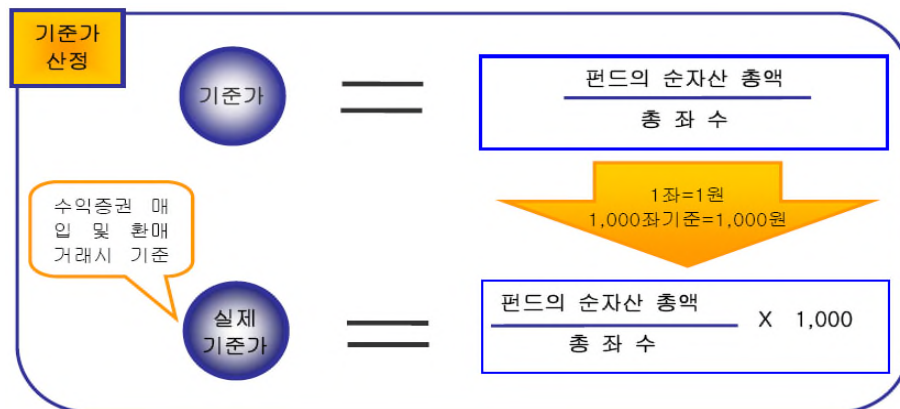 기준가
산정
기준가
펀드의 순자산 총액
총 좌 수
1좌=1원
1,000좌기준=1,000원
수익증권 매
입 및 환매
거래시 기준
실제
기준가
펀드의 순자산 총액
총 좌 수
X 1,000